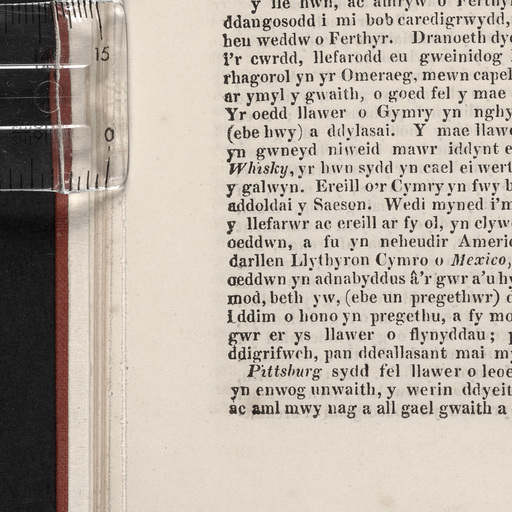 15
0
y lle hwn, ac amryw o Ferthy
ddangosodd i mi bob caredigrwydd,
hen weddw o Ferthyr. Dranoeth dy
i'r cwrdd, llefarodd eu gweinidog
rhagorol yn yr Omeraeg, mewn capel
ar ymyl y gwaith, o goed fel y mae
Yr oedd llawer o Gymry yn nghy
(ebe hwy) a ddylasai. Y mae llaw
yn gwneyd niweid mawr iddynt e
Whisky, yr hwn sydd yn cael ei wert
y galwyn. Ereill o'r Cymry yn fwy b
addoldai y Saeson. Wedi myned i'm
y llefarwr ac ereill ar fy ol, yn clyw
oeddwn, a fu yn neheudir Ameri
darllen Llythyron Cymro o Mexico,
œeddwn yn adnabyddus â'r gwr a'u hy
mod, beth yw, (ebe un pregethwr) d
iddim o hono yn pregethu, a fy mo
gwr er ys llawer o flynyddau; p
ddigrifwch, pan ddeallasant mai my
Pittsburg sydd fel llawer o leoe
yn enwog unwaith, y werin ddyeit
ac aml mwy nag a all gael gwaith a